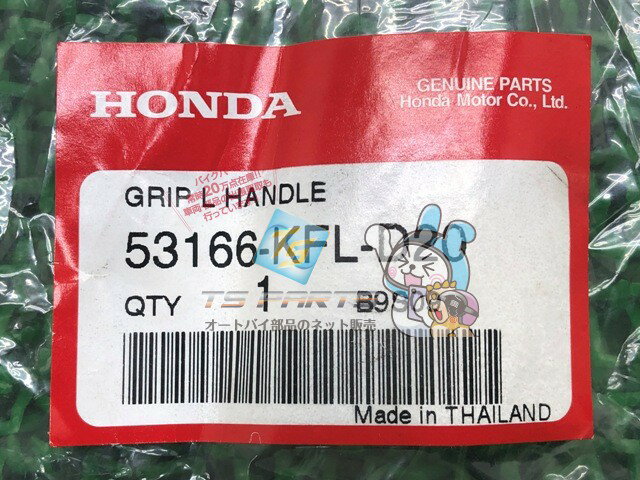 HONDA
GENUINE PARTS
Honda Motor Co., Ltd.
GRIP L HANDLE
53166-KFL-D20
QTY 1
TS PARTS
オートバイ部品のネット販売
Made in THAILAND